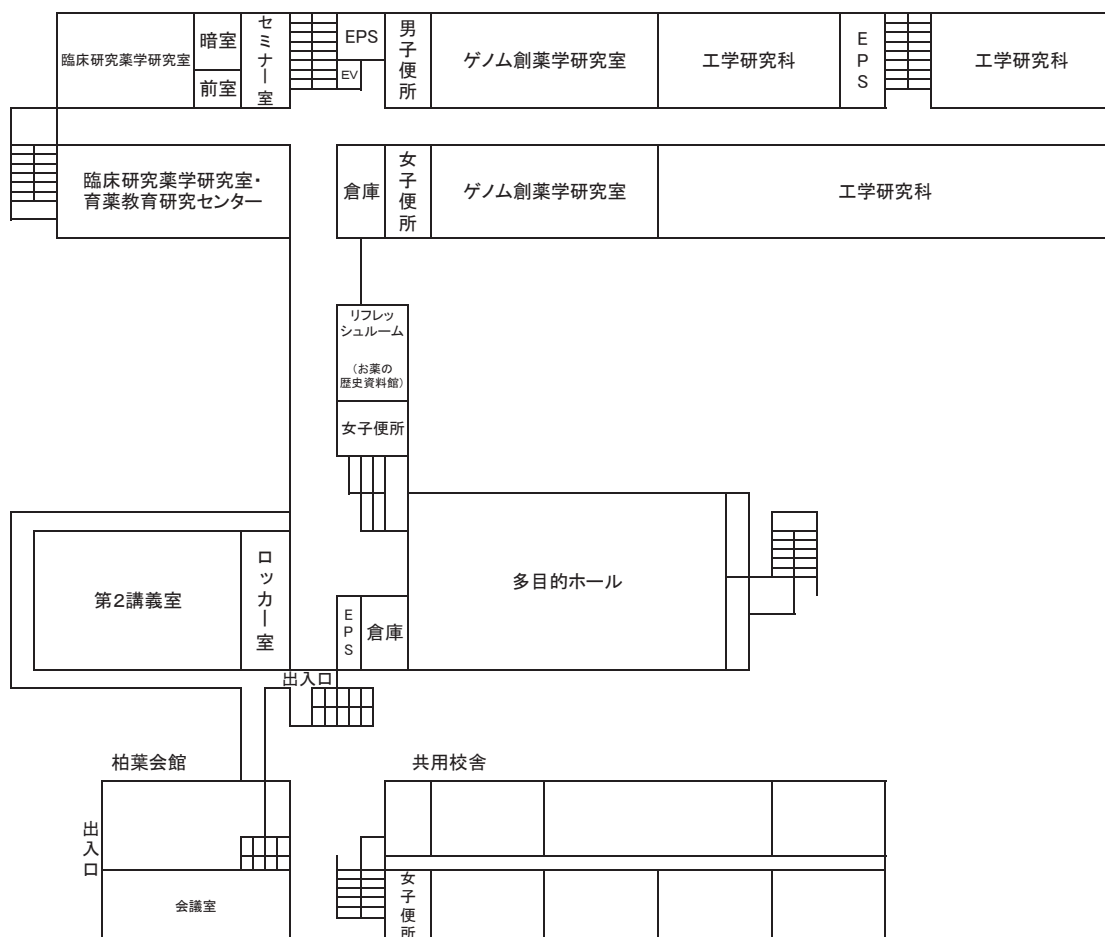 臨床研究薬学研究室
暗室
前室
セミナー室
EPS
EV
男子便所
ゲノム創薬学研究室
工学研究科
EPS
工学研究科
臨床研究薬学研究室・
育薬教育研究センター
倉庫
女子便所
ゲノム創薬学研究室
工学研究科
リフレッ
シュルーム
(お薬の
歴史資料館)
女子便所
第2講義室
ロッカー室
多目的ホール
EPS
倉庫
出入口
柏葉会館
共用校舎
出入口
会議室
女子便所